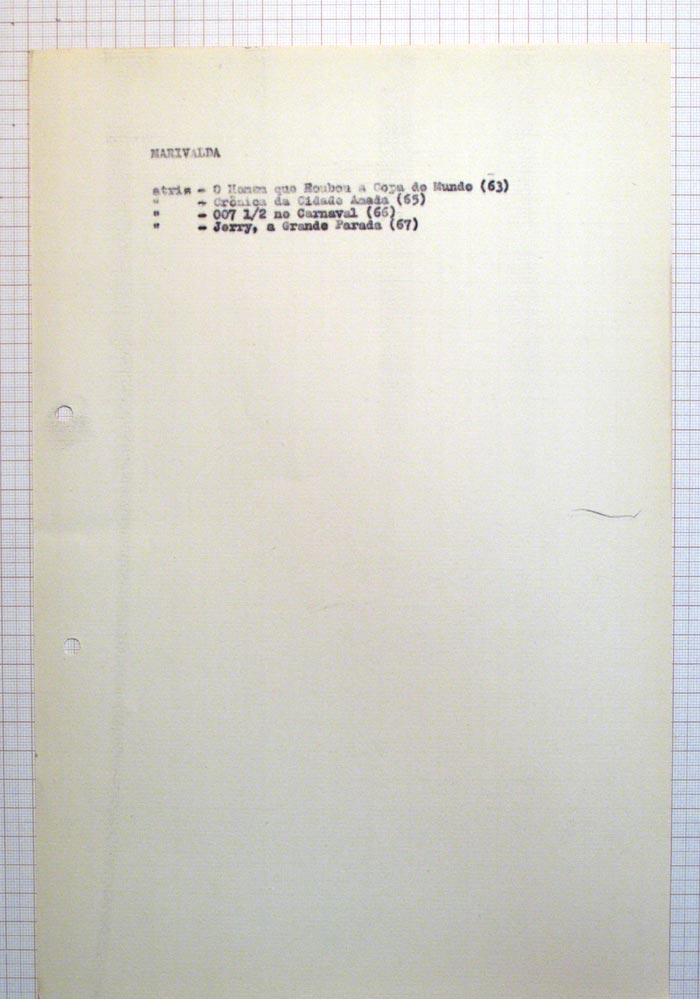 MARIVALDA
atriz - O Homem que Roubou a Copa do Mundo (63)
" - Crônica da Cidade Amada (65)
" - 007 1/2 no Carnaval (66)
" - Jerry, a Grande Parada (67)